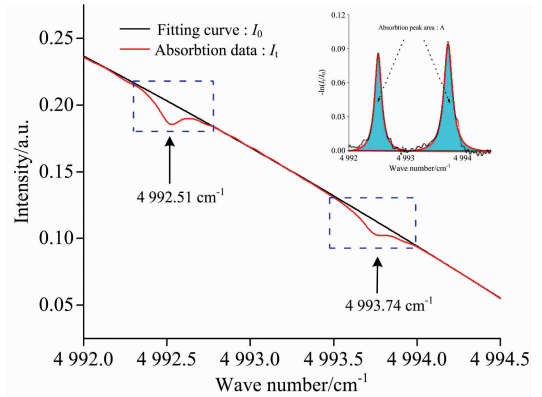 Fitting curve : I0
Absorbtion data : It
Absorbtion peak area : A
-ln(It/I0)
0.12
0.09
0.06
0.03
0.00
4 992
4 993
4 994
Wave number/cm-1
Intensity/a.u.
0.25
0.20
0.15
0.10
0.05
4 992.51 cm-1
4 993.74 cm-1
4 992.0
4 992.5
4 993.0
4 993.5
4 994.0
4 994.5
Wave number/cm-1